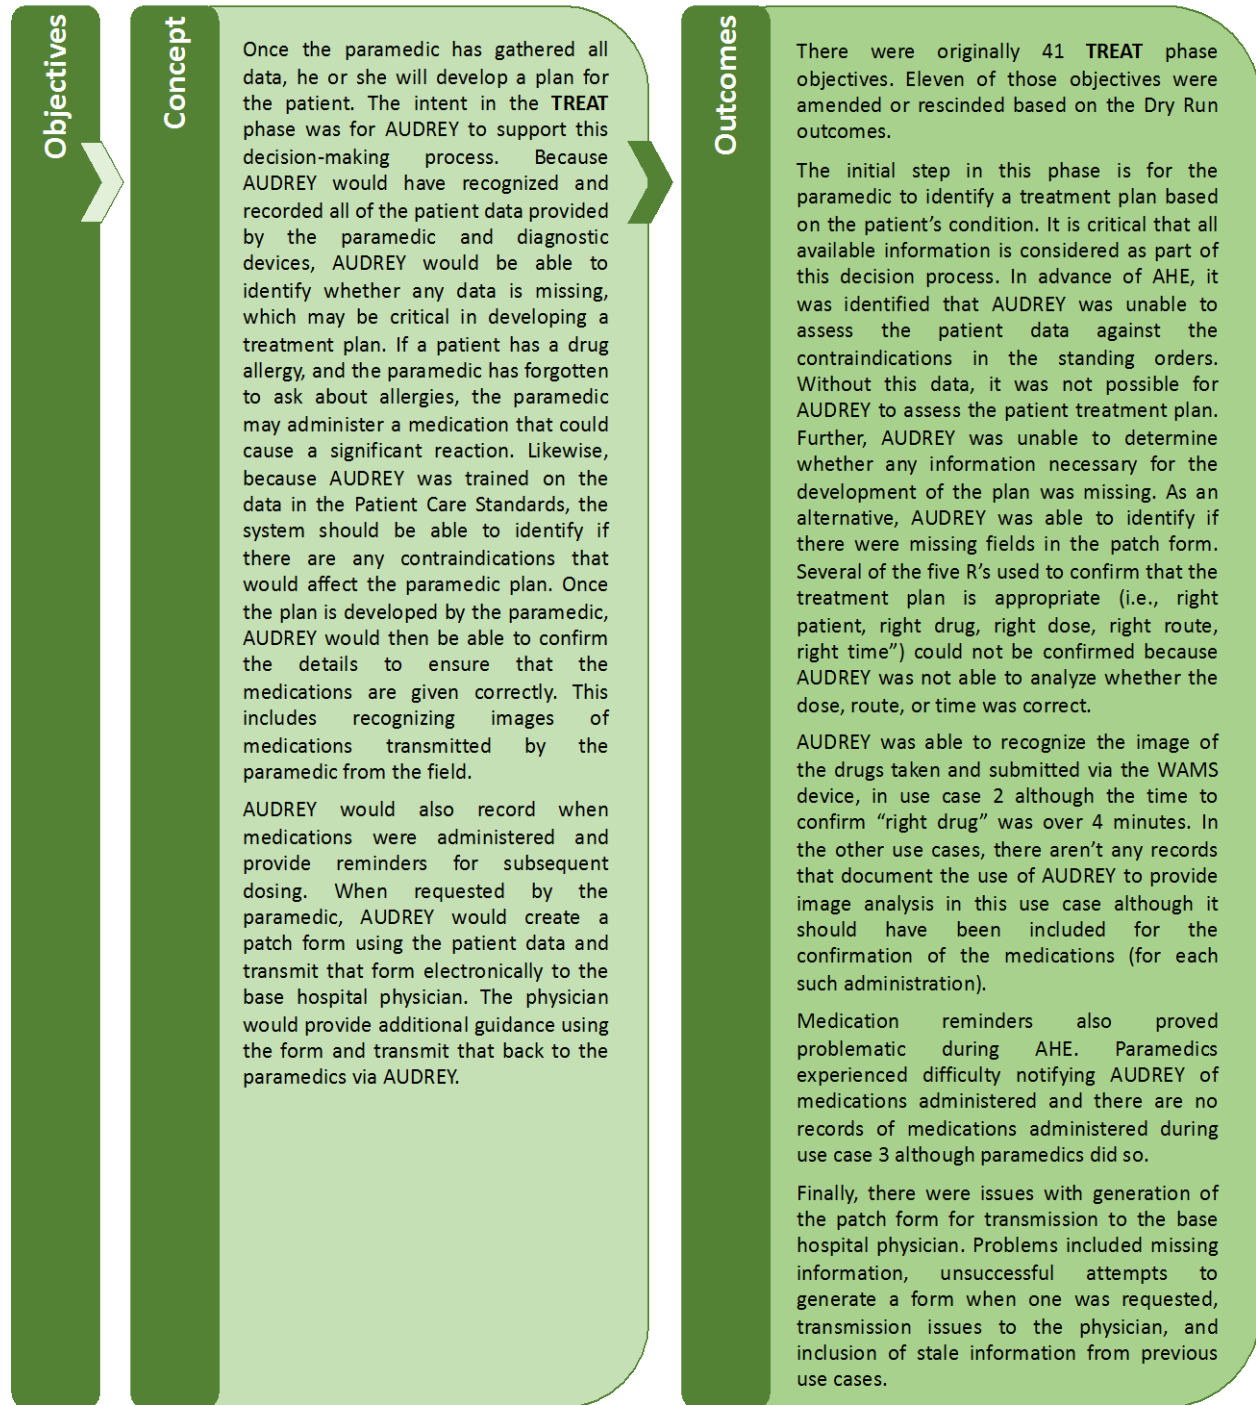 Objectives
Concept
Once the paramedic has gathered all
data, he or she will develop a plan for
the patient. The intent in the TREAT
phase was for AUDREY to support this
decision-making process. Because
AUDREY would have recognized and
recorded all of the patient data provided
by the paramedic and diagnostic
devices, AUDREY would be able to
identify whether any data is missing,
which may be critical in developing a
treatment plan. If a patient has a drug
allergy, and the paramedic has forgotten
to ask about allergies, the paramedic
may administer a medication that could
cause a significant reaction. Likewise,
because AUDREY was trained on the
data in the Patient Care Standards, the
system should be able to identify if
there are any contraindications that
would affect the paramedic plan. Once
the plan is developed by the paramedic,
AUDREY would then be able to confirm
the details to ensure that the
medications are given correctly. This
includes recognizing images of
medications transmitted by the
paramedic from the field.
AUDREY would also record when
medications were administered and
provide reminders for subsequent
dosing. When requested by the
paramedic, AUDREY would create a
patch form using the patient data and
transmit that form electronically to the
base hospital physician. The physician
would provide additional guidance using
the form and transmit that back to the
paramedics via AUDREY.
Outcomes
There were originally 41 TREAT phase
objectives. Eleven of those objectives were
amended or rescinded based on the Dry Run
outcomes.
The initial step in this phase is for the
paramedic to identify a treatment plan based
on the patient's condition. It is critical that all
available information is considered as part of
this decision process. In advance of AHE, it
was identified that AUDREY was unable to
assess the patient data against the
contraindications in the standing orders.
Without this data, it was not possible for
AUDREY to assess the patient treatment plan.
Further, AUDREY was unable to determine
whether any information necessary for the
development of the plan was missing. As an
alternative, AUDREY was able to identify if
there were missing fields in the patch form.
Several of the five R's used to confirm that the
treatment plan is appropriate (i.e., right
patient, right drug, right dose, right route,
right time”) could not be confirmed because
AUDREY was not able to analyze whether the
dose, route, or time was correct.
AUDREY was able to recognize the image of
the drugs taken and submitted via the WAMS
device, in use case 2 although the time to
confirm “right drug” was over 4 minutes. In
the other use cases, there aren't any records
that document the use of AUDREY to provide
image analysis in this use case although it
should have been included for the
confirmation of the medications (for each
such administration).
Medication reminders also proved
problematic during AHE. Paramedics
experienced difficulty notifying AUDREY of
medications administered and there are no
records of medications administered during
use case 3 although paramedics did so.
Finally, there were issues with generation of
the patch form for transmission to the base
hospital physician. Problems included missing
information, unsuccessful attempts to
generate a form when one was requested,
transmission issues to the physician, and
inclusion of stale information from previous
use cases.